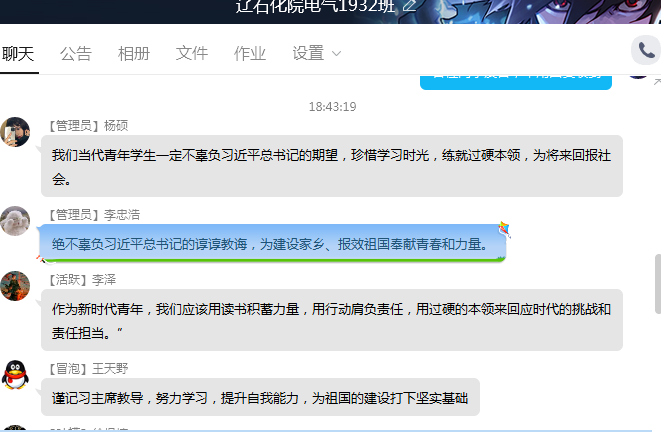 辽石化院电气1932班
聊天 公告 相册 文件 作业 设置
18:43:19
【管理员】杨硕
我们当代青年学生一定不辜负习近平总书记的期望，珍惜学习时光，练就过硬本领，为将来回报社
会。
【管理员】李忠浩
绝不辜负习近平总书记的谆谆教诲，为建设家乡、报效祖国奉献青春和力量。
【活跃】李泽
作为新时代青年，我们应该用读书积蓄力量，用行动肩负责任，用过硬的本领来回应时代的挑战和
责任担当。”
【冒泡】王天野
谨记习主席教导，努力学习，提升自我能力，为祖国的建设打下坚实基础